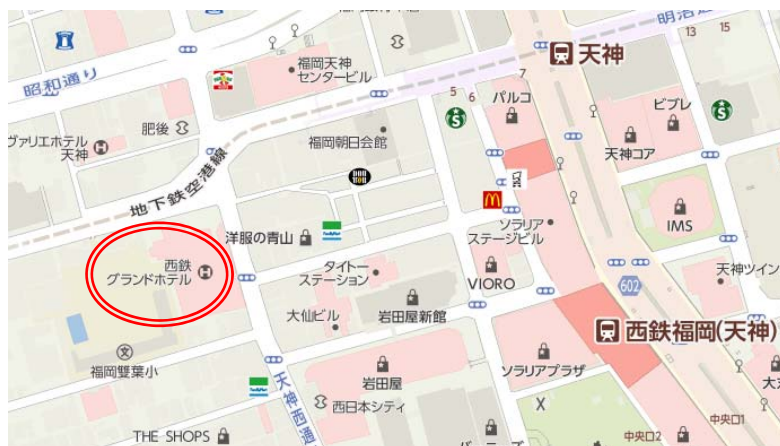 明治通り
13
15
昭和通り
福岡天神
センタービル
天神
7
5
6
パルコ
ビブレ
肥後
ヴァリエホテル
天神
福岡朝日会館
天神コア
地下鉄空港線
洋服の青山
ソラリア
ステージビル
IMS
西鉄
グランドホテル
タイトー
ステーション
VIORO
602
天神ツイン
大仙ビル
岩田屋新館
西鉄福岡(天神)
福岡雙葉小
岩田屋
ソラリアプラザ
天神西通
西日本シティ
THE SHOPS
中央口1
中央口2